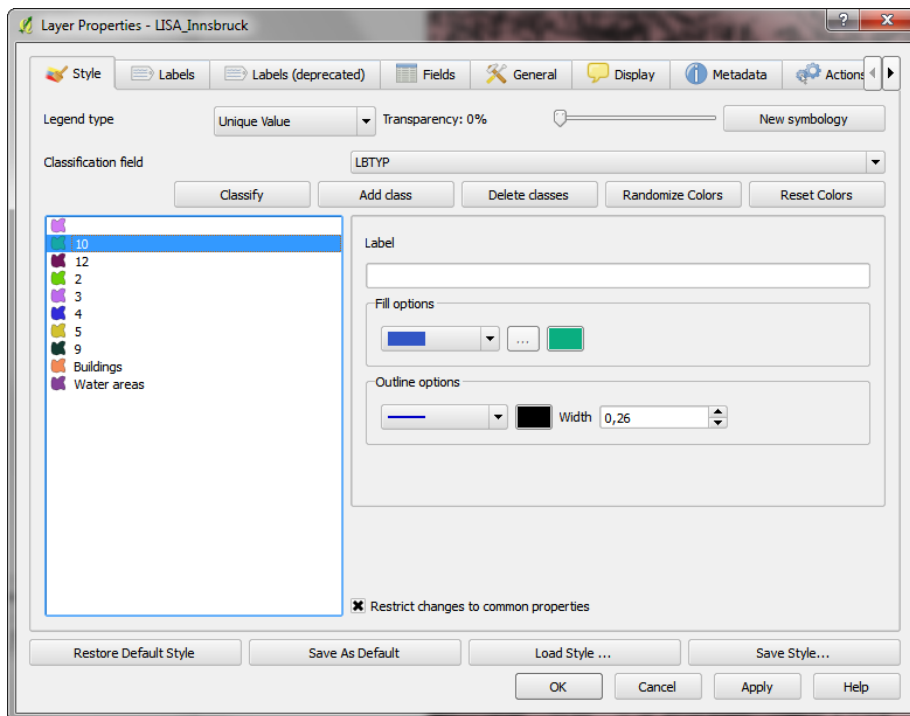 Layer Properties - LISA_Innsbruck
Style Labels Labels (deprecated) Fields General Display Metadata Actions
Legend type Unique Value Transparency: 0% New symbology
Classification field LBTYP
Classify Add class Delete classes Randomize Colors Reset Colors
10
12
2
3
4
5
9
Buildings
Water areas
Label
Fill options
...
Outline options
Width 0,26
Restrict changes to common properties
Restore Default Style Save As Default Load Style ... Save Style...
OK Cancel Apply Help